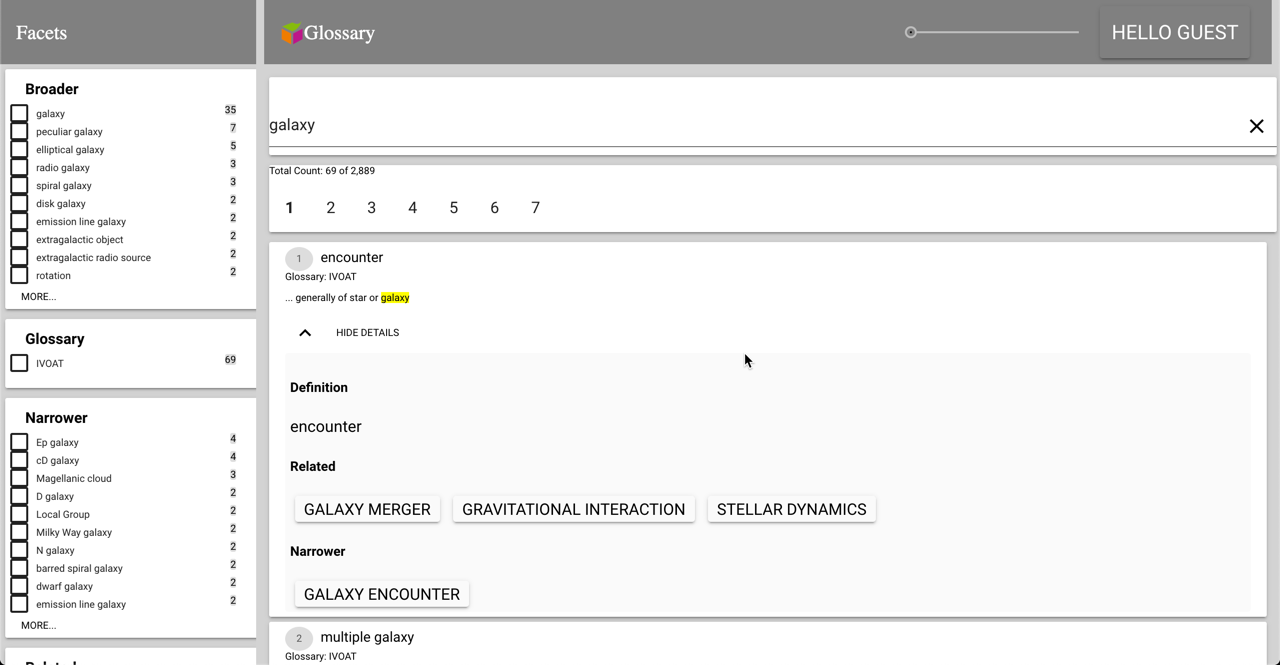 Facets
Glossary
HELLO GUEST
Broader
galaxy 35
peculiar galaxy 7
elliptical galaxy 5
radio galaxy 3
spiral galaxy 3
disk galaxy 2
emission line galaxy 2
extragalactic object 2
extragalactic radio source 2
rotation 2
MORE...
Glossary
IVOAT 69
Narrower
Ep galaxy 4
cD galaxy 4
Magellanic cloud 3
D galaxy 2
Local Group 2
Milky Way galaxy 2
N galaxy 2
barred spiral galaxy 2
dwarf galaxy 2
emission line galaxy 2
MORE...
galaxy
Total Count: 69 of 2,889
1 2 3 4 5 6 7
1 encounter
Glossary: IVOAT
... generally of star or galaxy
HIDE DETAILS
Definition
encounter
Related
GALAXY MERGER GRAVITATIONAL INTERACTION STELLAR DYNAMICS
Narrower
GALAXY ENCOUNTER
2 multiple galaxy
Glossary: IVOAT